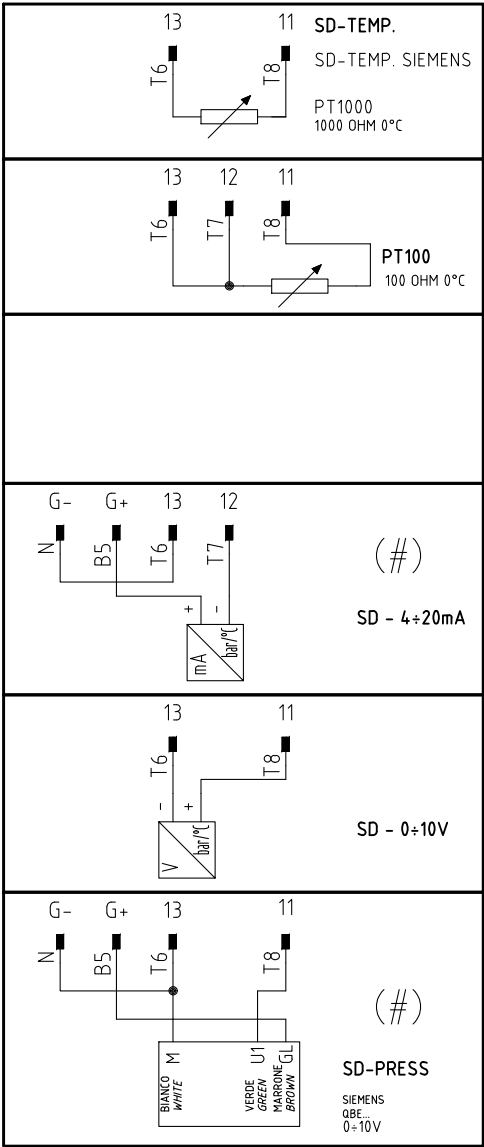 13 11 SD-TEMP.
T6 T8 SD-TEMP. SIEMENS
PT1000
1000 OHM 0°C
13 12 11
T6 T7 T8
PT100
100 OHM 0°C
G- G+ 13 12
N B5 T6 T7
(#)
+ -
mA bar/°C
SD - 4÷20mA
13 11
T6 T8
- +
V bar/°C
SD - 0÷10V
G- G+ 13 11
N B5 T6 T8
(#)
M U1 GL
BIANCO
WHITE
VERDE
GREEN
MARRONE
BROWN
SD-PRESS
SIEMENS
QBE...
0÷10V